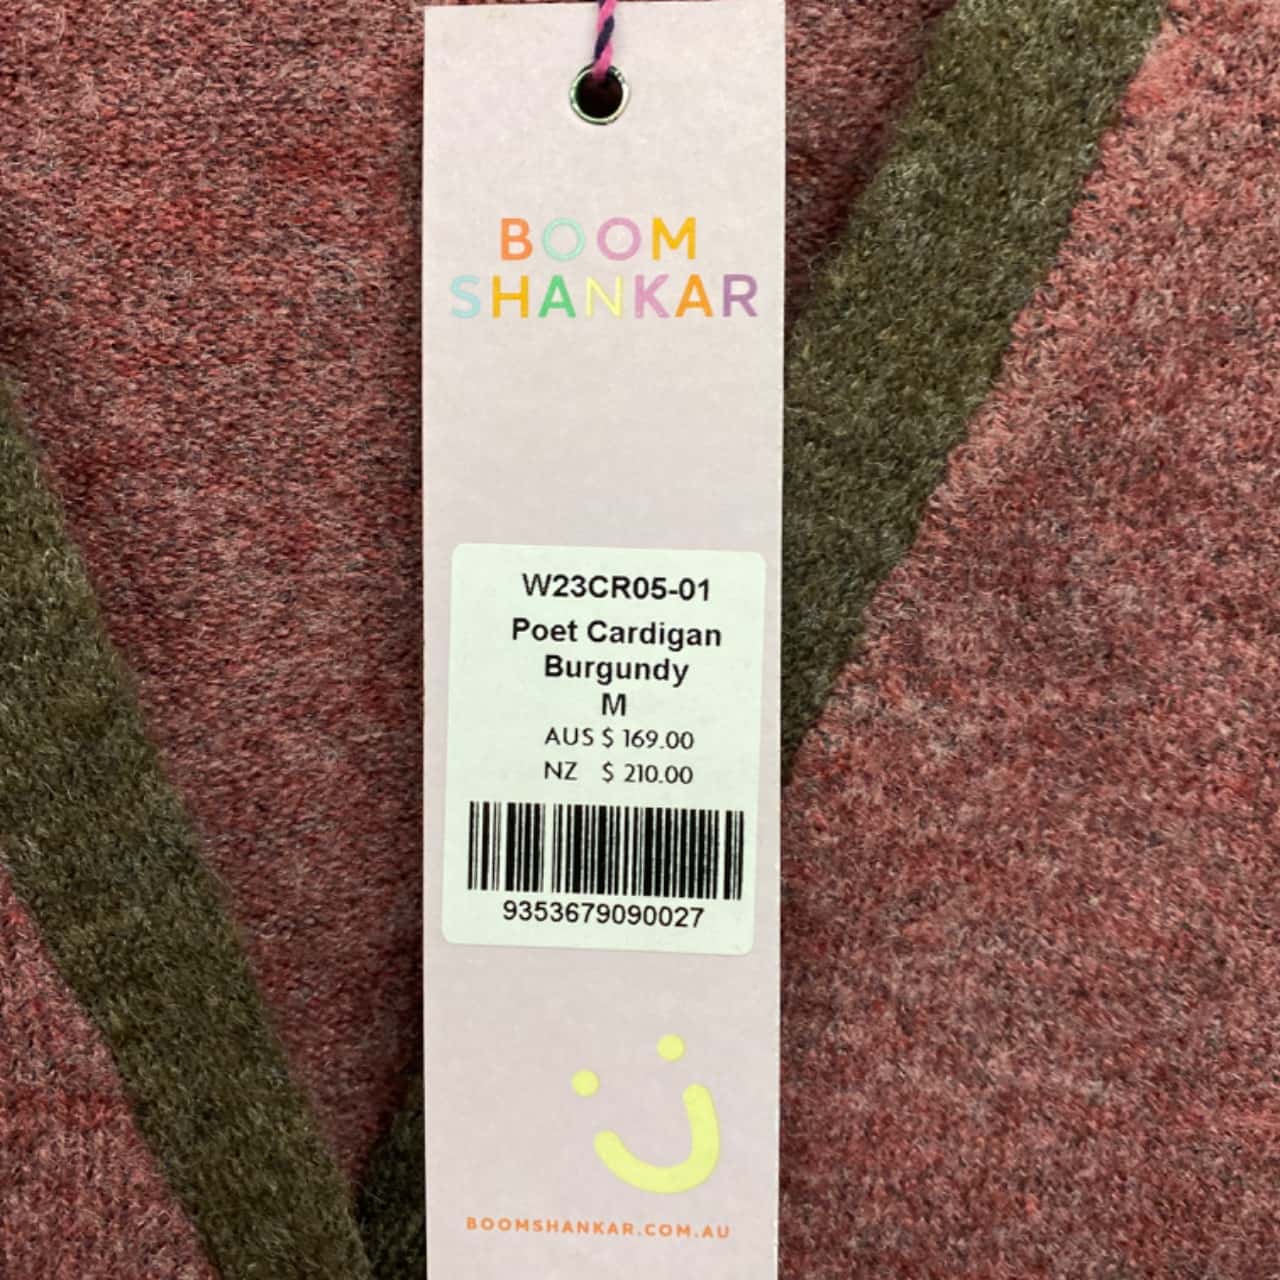 BOOM
SHANKAR
W23CR05-01
Poet Cardigan
Burgundy
M
AUS $ 169.00
NZ $ 210.00
9353679090027
BOOMSHANKAR.COM.AU